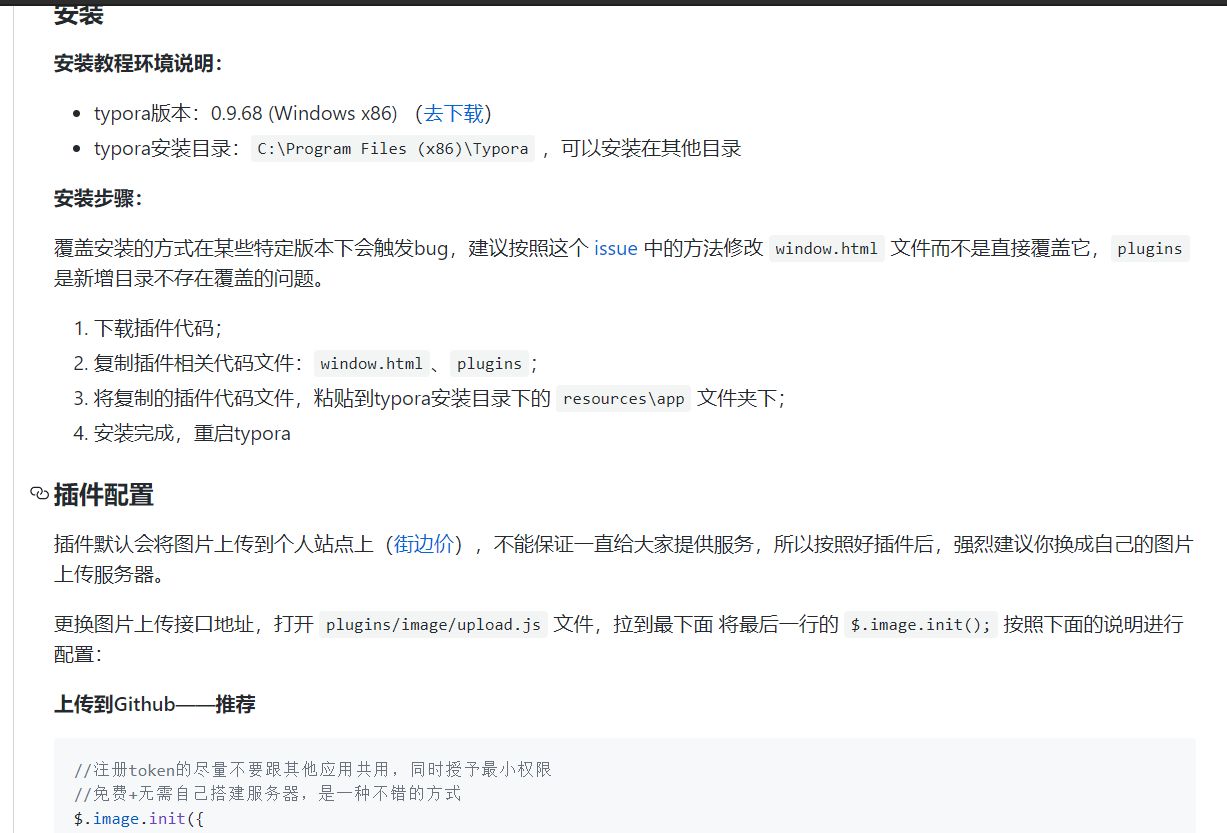 安装
安装教程环境说明：
typora版本：0.9.68 (Windows x86) （去下载）
typora安装目录： C:\Program Files (x86)\Typora ，可以安装在其他目录
安装步骤：
覆盖安装的方式在某些特定版本下会触发bug，建议按照这个 issue 中的方法修改 window.html 文件而不是直接覆盖它， plugins
是新增目录不存在覆盖的问题。
1. 下载插件代码；
2. 复制插件相关代码文件： window.html 、 plugins ；
3. 将复制的插件代码文件，粘贴到typora安装目录下的 resources\app 文件夹下；
4. 安装完成，重启typora
插件配置
插件默认会将图片上传到个人站点上（街边价），不能保证一直给大家提供服务，所以按照好插件后，强烈建议你换成自己的图片
上传服务器。
更换图片上传接口地址，打开 plugins/image/upload.js 文件，拉到最下面 将最后一行的 $.image.init(); 按照下面的说明进行
配置：
上传到Github——推荐
//注册token的尽量不要跟其他应用共用，同时授予最小权限
//免费+无需自己搭建服务器，是一种不错的方式
$.image.init({